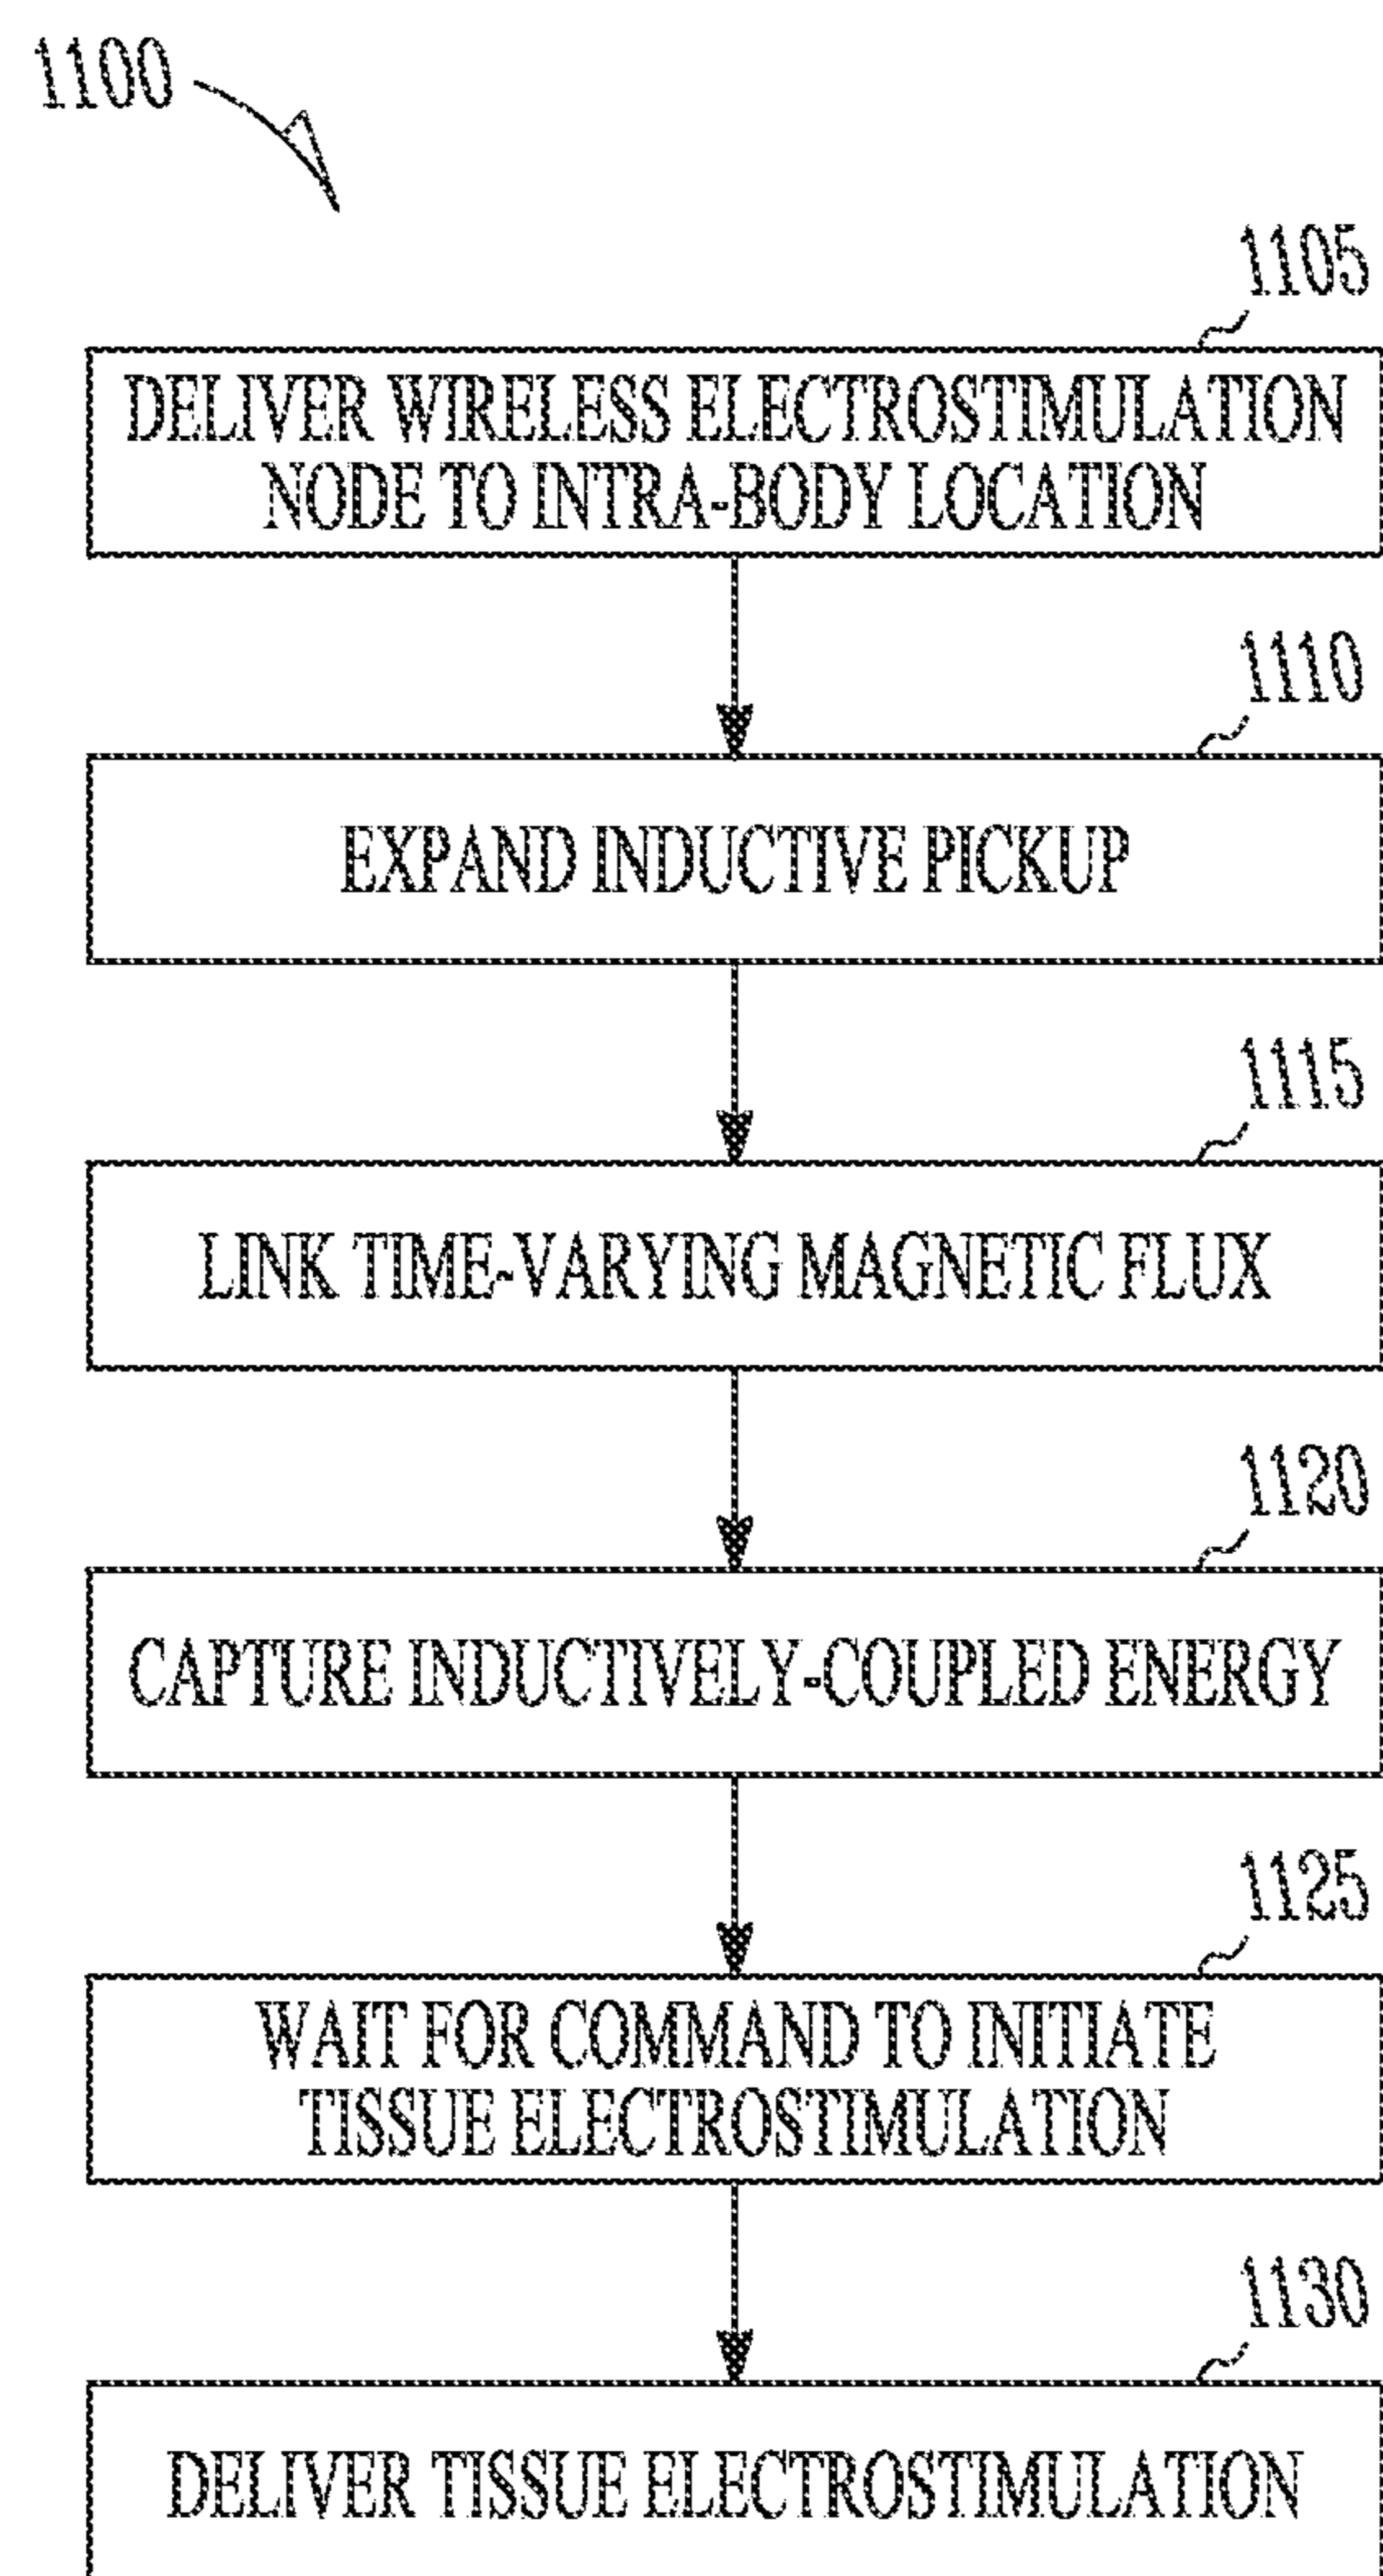 1100
1105
DELIVER WIRELESS ELECTROSTIMULATION
NODE TO INTRA-BODY LOCATION
1110
EXPAND INDUCTIVE PICKUP
1115
LINK TIME-VARYING MAGNETIC FLUX
1120
CAPTURE INDUCTIVELY-COUPLED ENERGY
1125
WAIT FOR COMMAND TO INITIATE
TISSUE ELECTROSTIMULATION
1130
DELIVER TISSUE ELECTROSTIMULATION